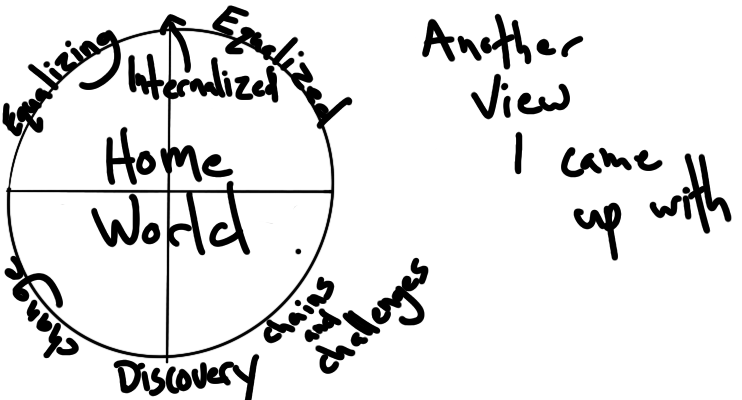 Equalizing
Internalized
Equalized
Home
World
change
Discovery
chains
and
challenges
Another
View
I came
up with